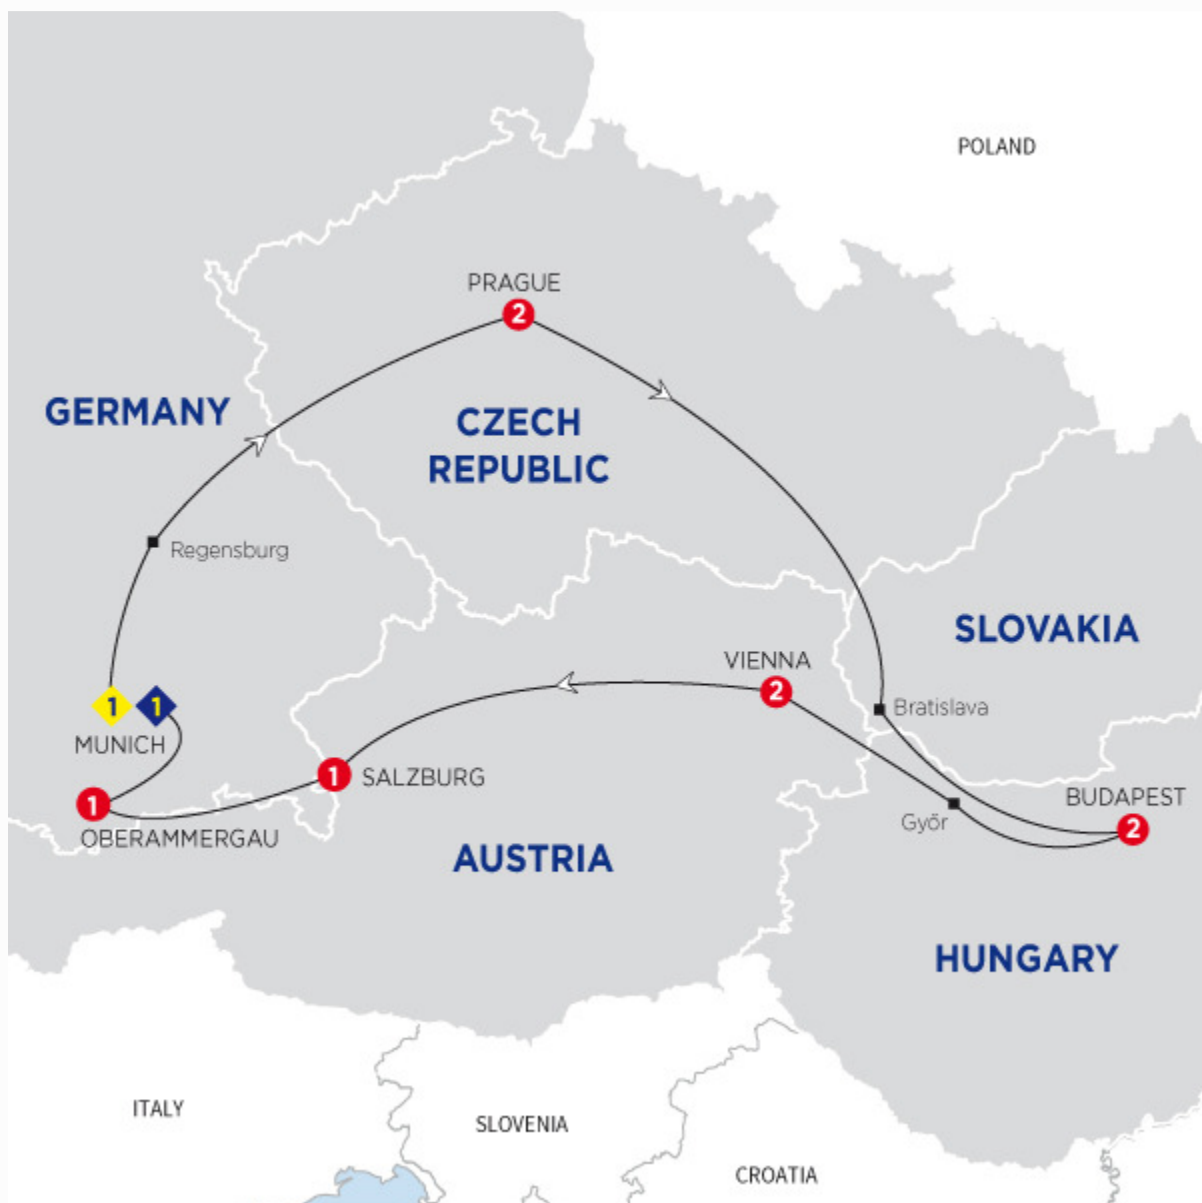 POLAND
PRAGUE
2
GERMANY
CZECH
REPUBLIC
Regensburg
SLOVAKIA
VIENNA
2
1
1
Bratislava
MUNICH
1
SALZBURG
BUDAPEST
1
OBERAMMERGAU
Győr
2
AUSTRIA
HUNGARY
ITALY
SLOVENIA
CROATIA